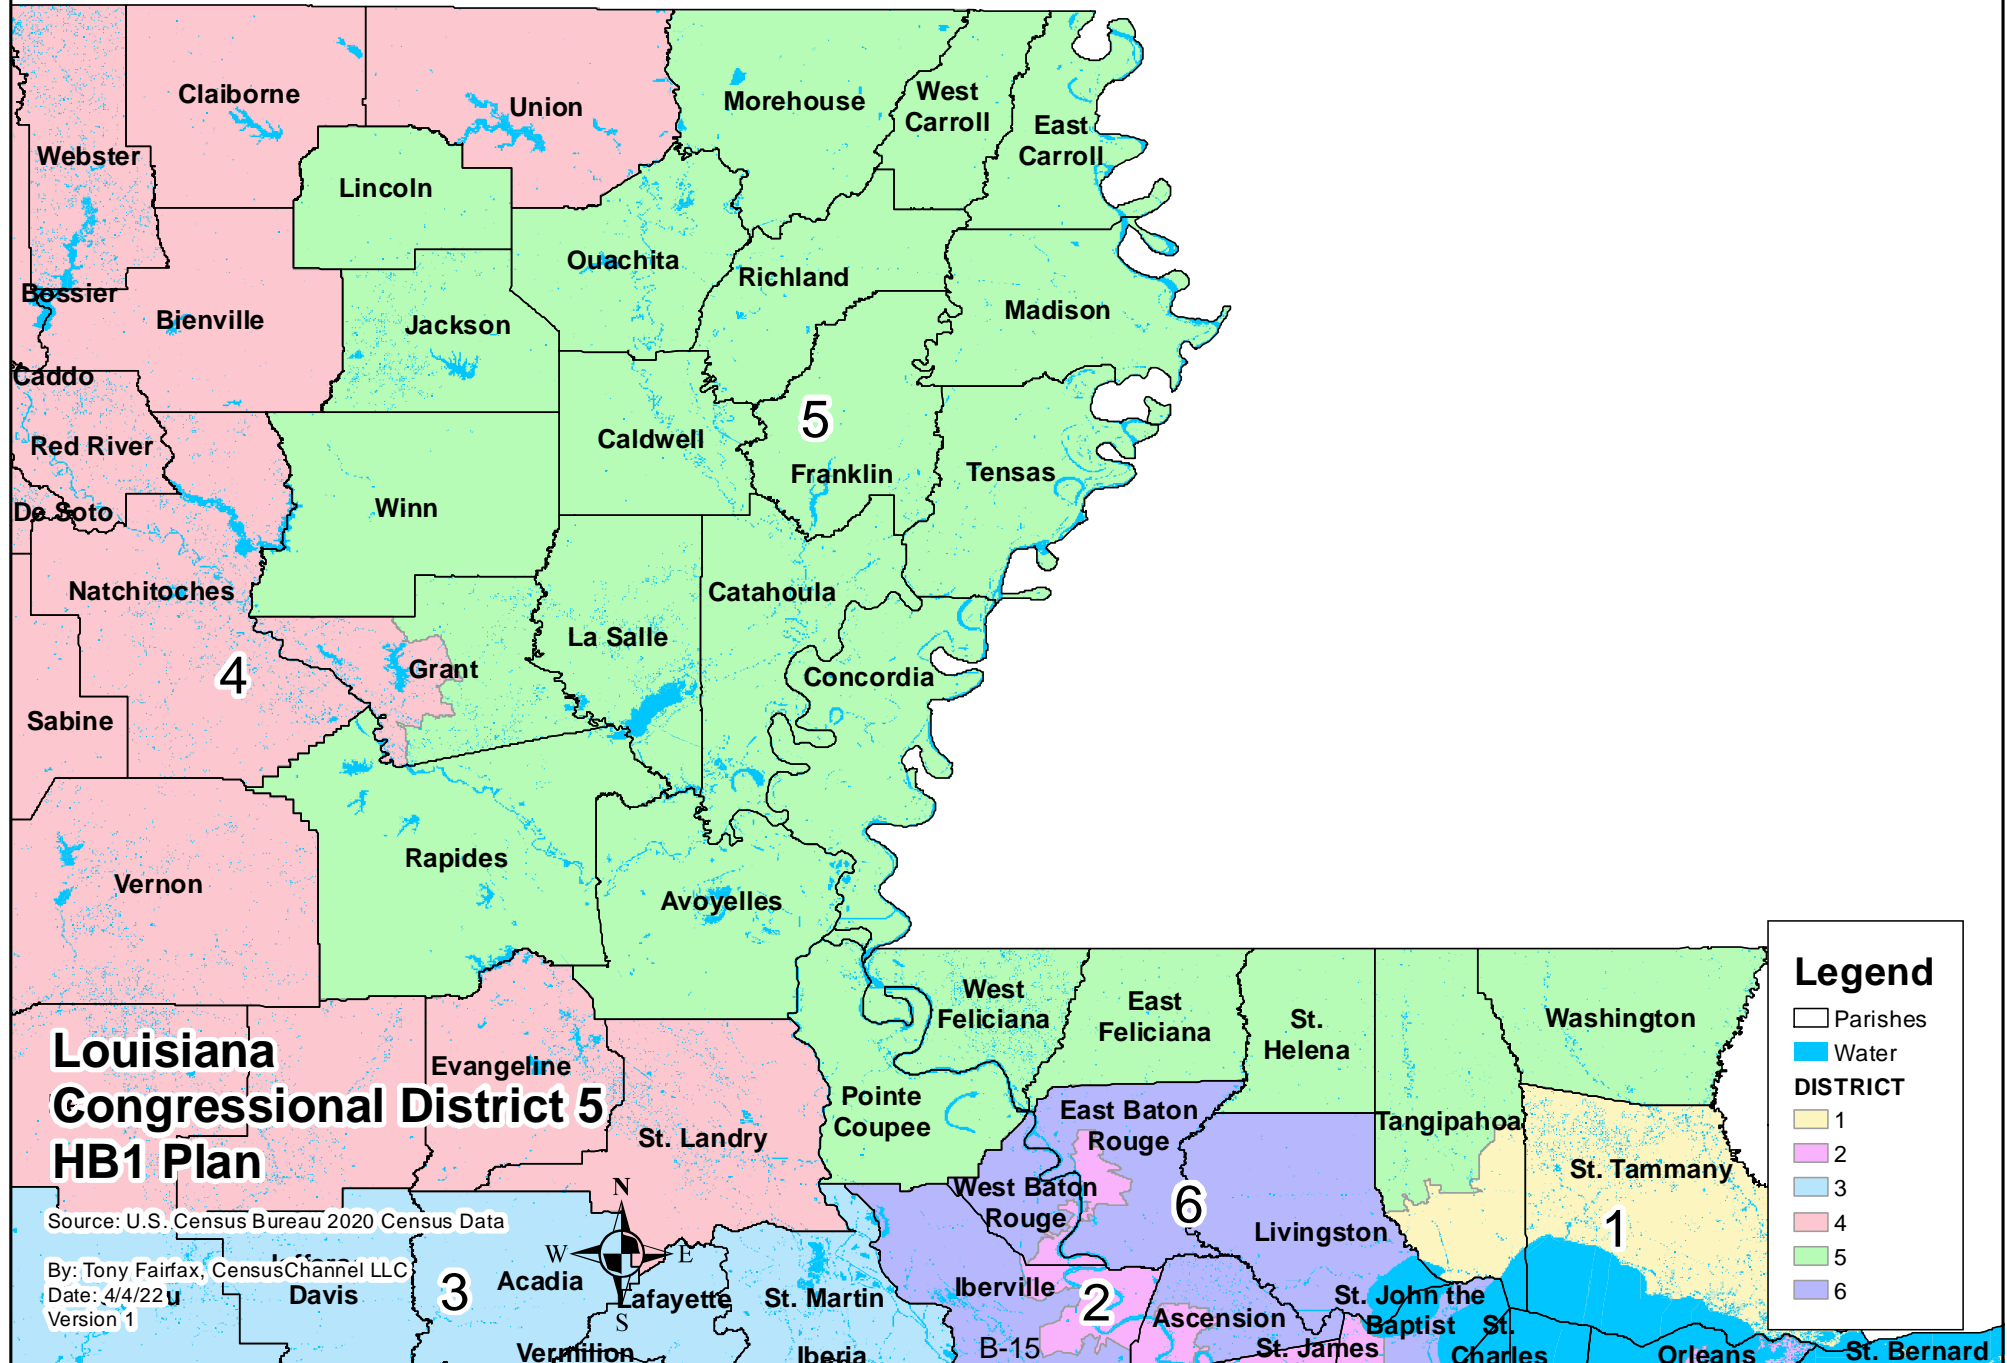 Claiborne
Union
Morehouse
West
Carroll
East
Carroll
Webster
Lincoln
Ouachita
Richland
Madison
Bossier
Bienville
Jackson
Caddo
Red River
Caldwell
5
Franklin
Tensas
De Soto
Winn
Natchitoches
La Salle
Catahoula
4
Grant
Concordia
Sabine
Rapides
Vernon
Avoyelles
West
Feliciana
East
Feliciana
St.
Helena
Washington
Legend
Parishes
Water
DISTRICT
1
2
3
4
5
6
Louisiana
Congressional District 5
HB1 Plan
Evangeline
St. Landry
Pointe
Coupee
East Baton
Rouge
Tangipahoa
St. Tammany
West Baton
Rouge
6
Livingston
1
Source: U.S. Census Bureau 2020 Census Data
By: Tony Fairfax, CensusChannel LLC
Date: 4/4/22
Version 1
Davis
3
N
W
E
S
Acadia
Lafayette
St. Martin
Iberville
2
Ascension
St. John the
Baptist
St.
Charles
St. James
Vermilion
Iberia
B-15
Orleans
St. Bernard